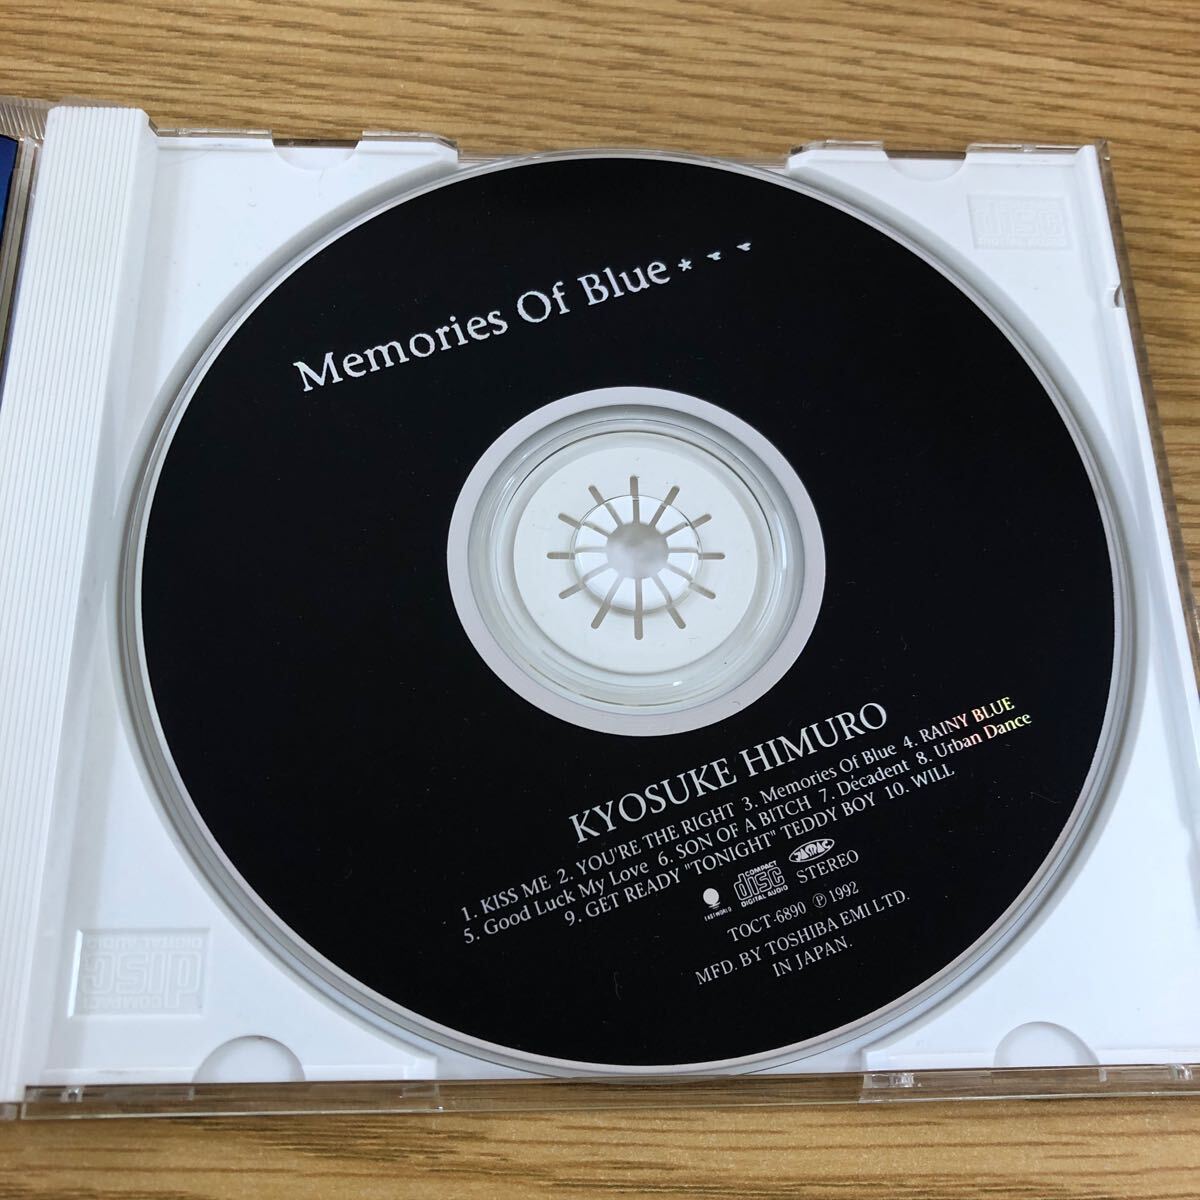 Memories Of Blue
KYOSUKE HIMURO
1. KISS ME 2. YOU'RE THE RIGHT 3. Memories Of Blue 4. RAINY BLUE
5. Good Luck My Love 6. SON OF A BITCH 7. Décadent 8. Urban Dance
9. GET READY "TONIGHT" TEDDY BOY 10. WILL
EASTWORLD
COMPACT
disc
DIGITAL AUDIO
JASRAC
STEREO
TOCT-6890 Ⓟ 1992
MFD. BY TOSHIBA EMI LTD.
IN JAPAN.
disc
DIGITAL AUDIO
COMPACT
disc
DIGITAL AUDIO